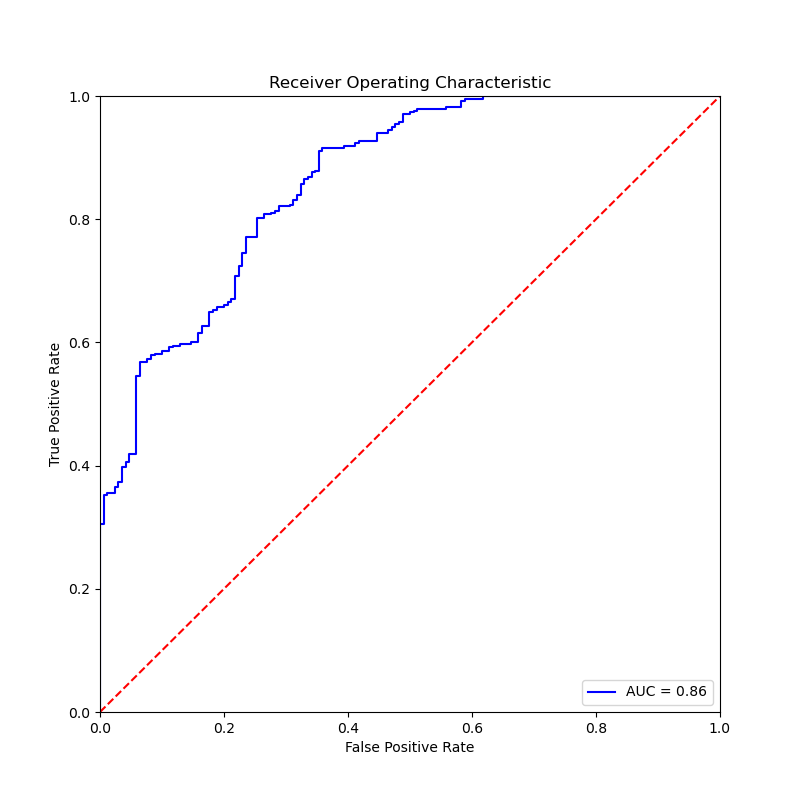 Receiver Operating Characteristic
True Positive Rate
1.0
0.8
0.6
0.4
0.2
0.0
AUC = 0.86
0.0 0.2 0.4 0.6 0.8 1.0
False Positive Rate